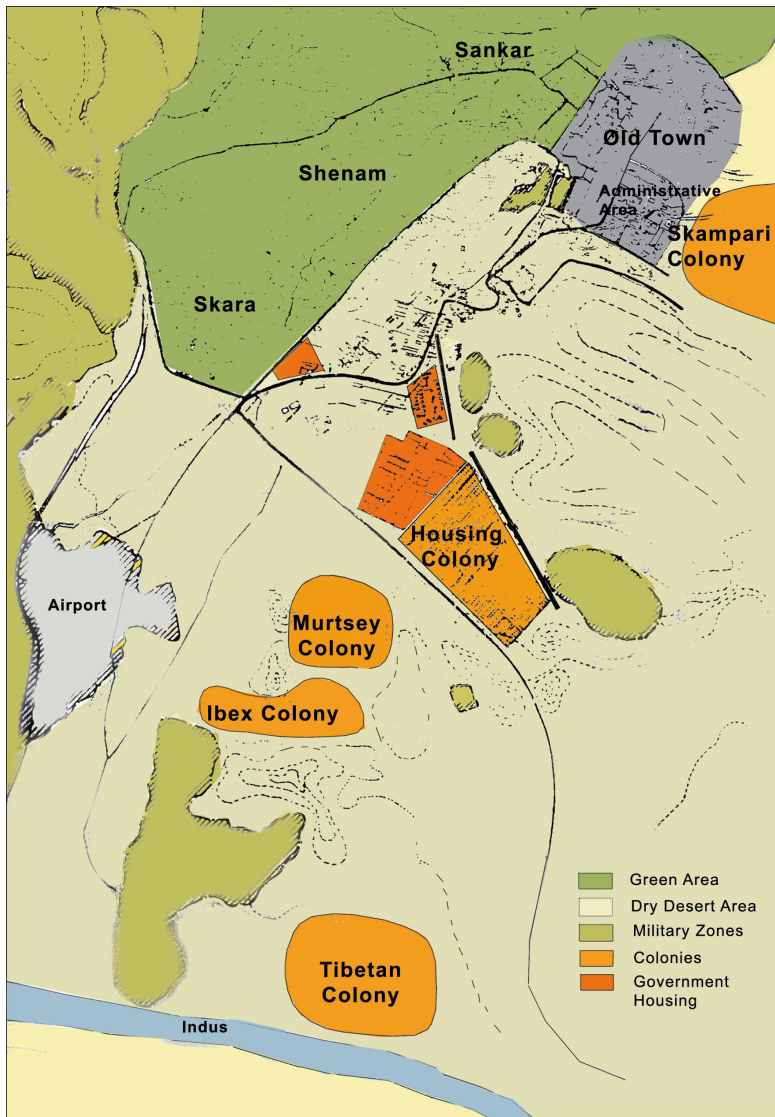 Sankar
Old Town
Shenam
Administrative
Area
Skampari
Colony
Skara
Housing
Colony
Airport
Murtsey
Colony
Ibex Colony
Green Area
Dry Desert Area
Military Zones
Colonies
Government
Housing
Tibetan
Colony
Indus